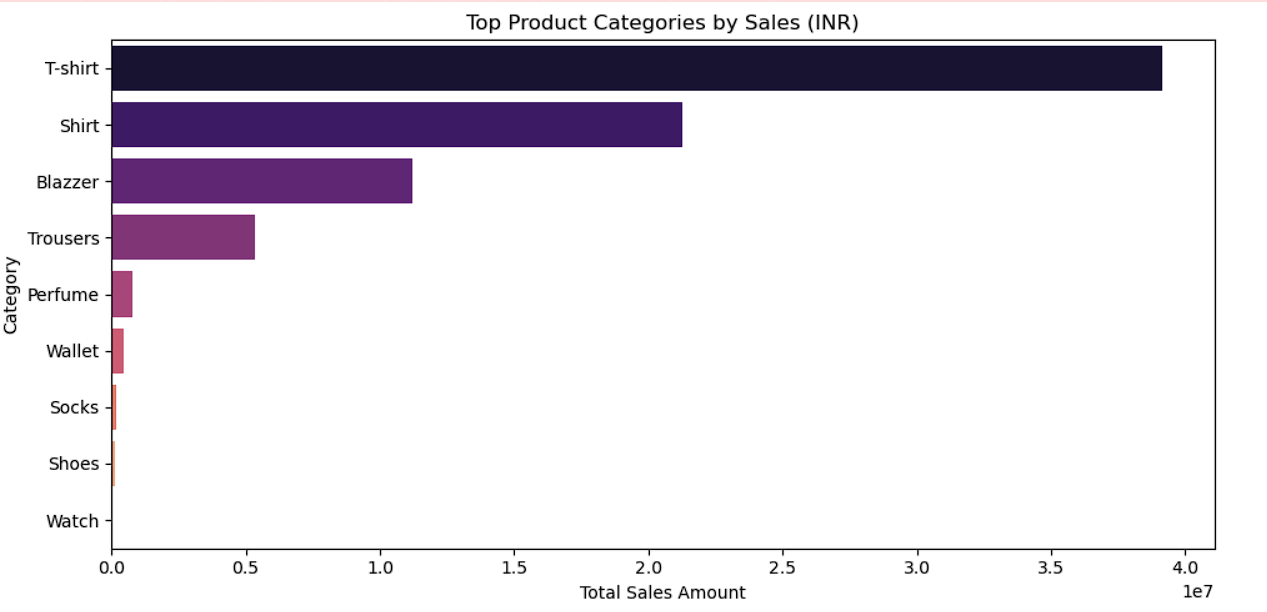 Top Product Categories by Sales (INR)
T-shirt
Shirt
Blazzer
Trousers
Perfume
Wallet
Socks
Shoes
Watch
Category
0.0 0.5 1.0 1.5 2.0 2.5 3.0 3.5 4.0
1e7
Total Sales Amount